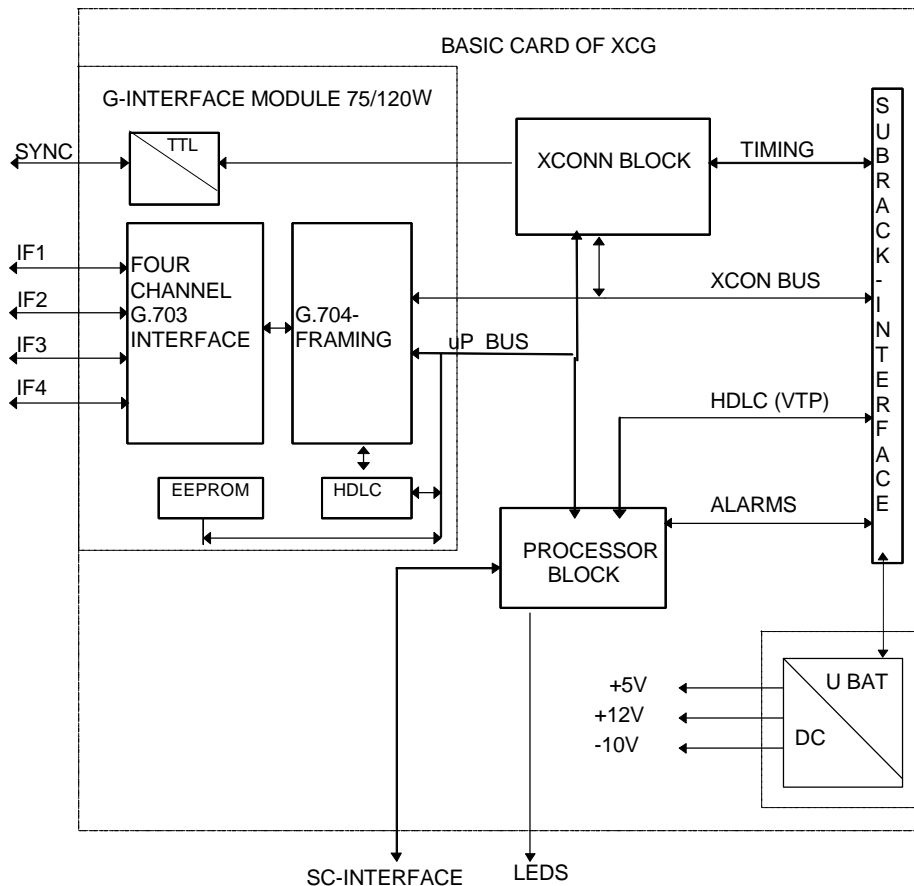 BASIC CARD OF XCG
G-INTERFACE MODULE 75/120W
SYNC
TTL
XCONN BLOCK
TIMING
SUBRACK-INTERFACE
IF1
IF2
IF3
IF4
FOUR
CHANNEL
G.703
INTERFACE
G.704-
FRAMING
XCON BUS
uP BUS
HDLC (VTP)
EEPROM
HDLC
ALARMS
PROCESSOR
BLOCK
+5V
+12V
-10V
U BAT
DC
SC-INTERFACE
LEDS